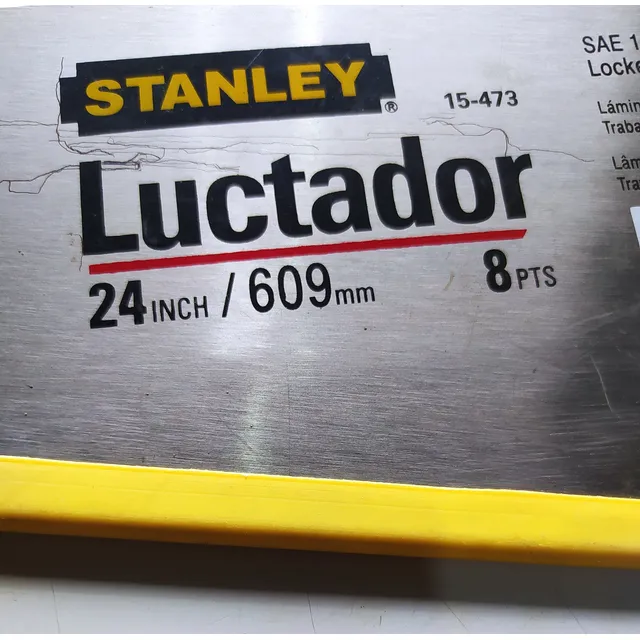 STANLEY®
15-473
Luctador
24 INCH / 609 mm
8 PTS
SAE 1
Locke
Lámin
Traba
Lâm
Tra